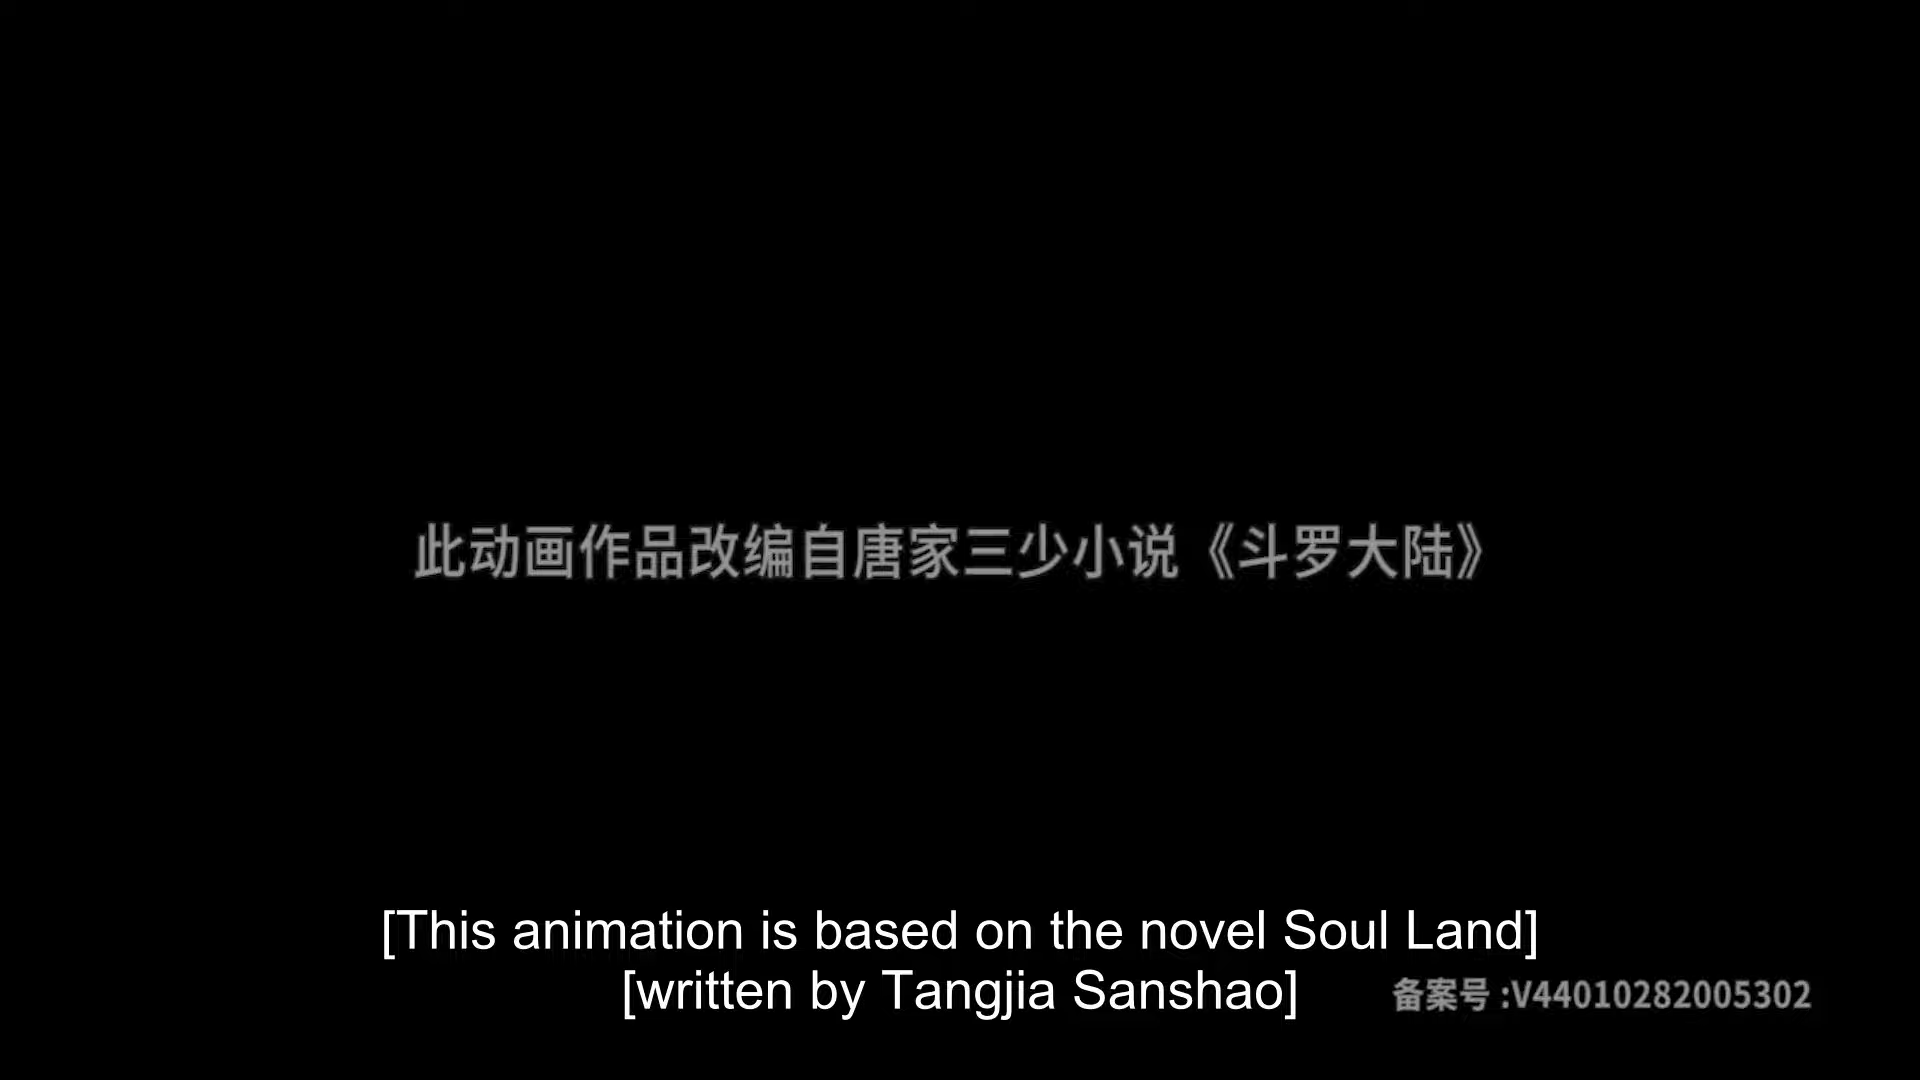 此动画作品改编自唐家三少小说《斗罗大陆》
[This animation is based on the novel Soul Land]
[written by Tangjia Sanshao]
备案号:V44010282005302